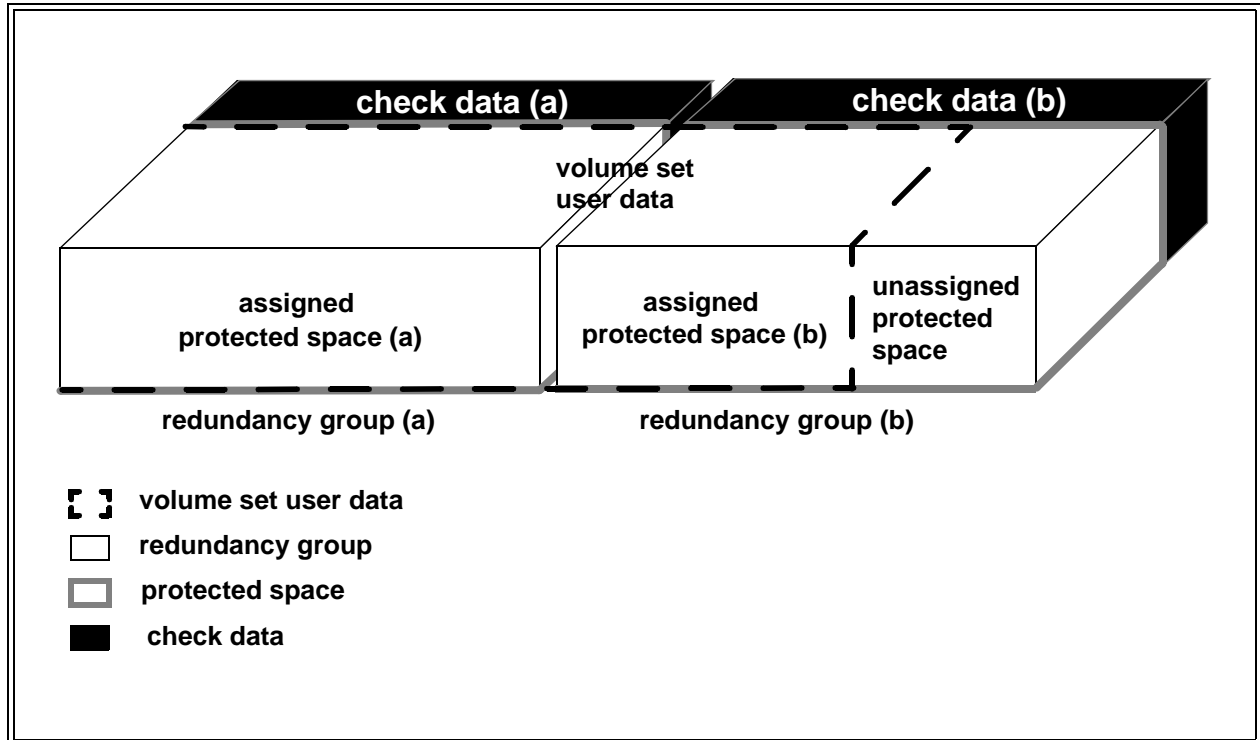 check data (a)
check data (b)
volume set
user data
assigned
protected space (a)
assigned
protected space (b)
unassigned
protected
space
redundancy group (a)
redundancy group (b)
volume set user data
redundancy group
protected space
check data